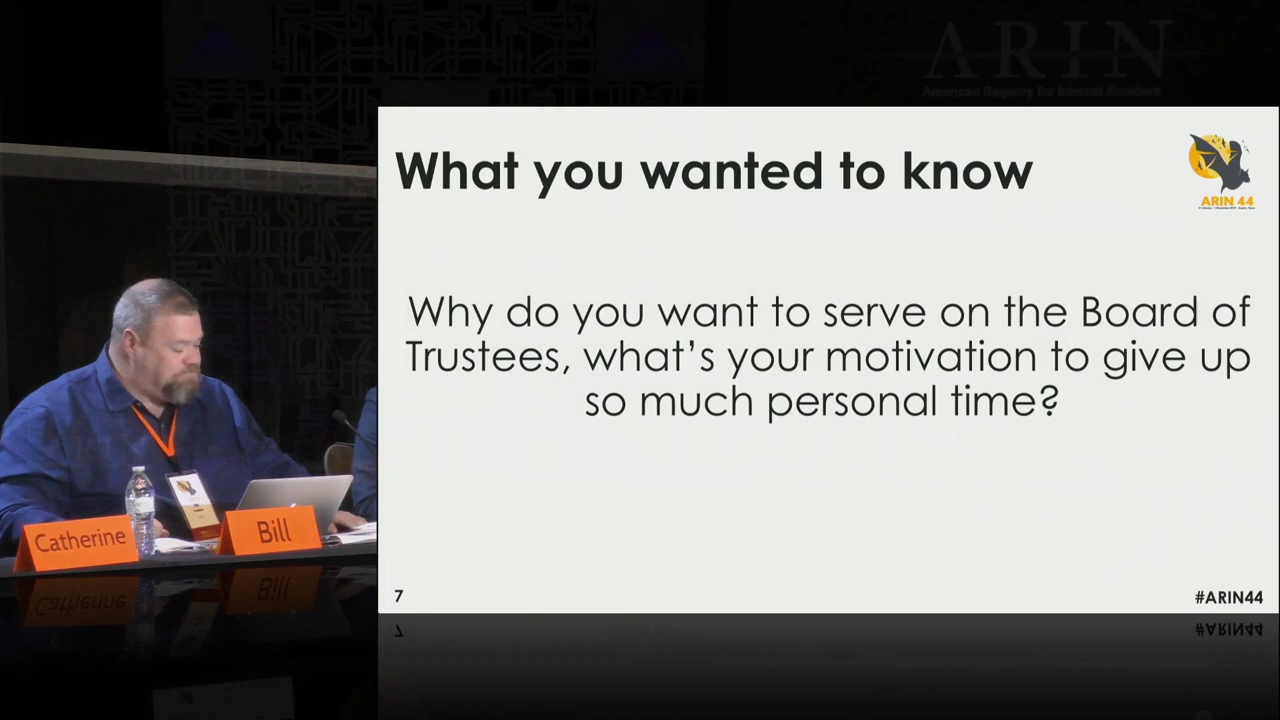 ARIN
American Registry for Internet Numbers
What you wanted to know
ARIN 44
Why do you want to serve on the Board of
Trustees, what's your motivation to give up
so much personal time?
Catherine
Bill
7
#ARIN44